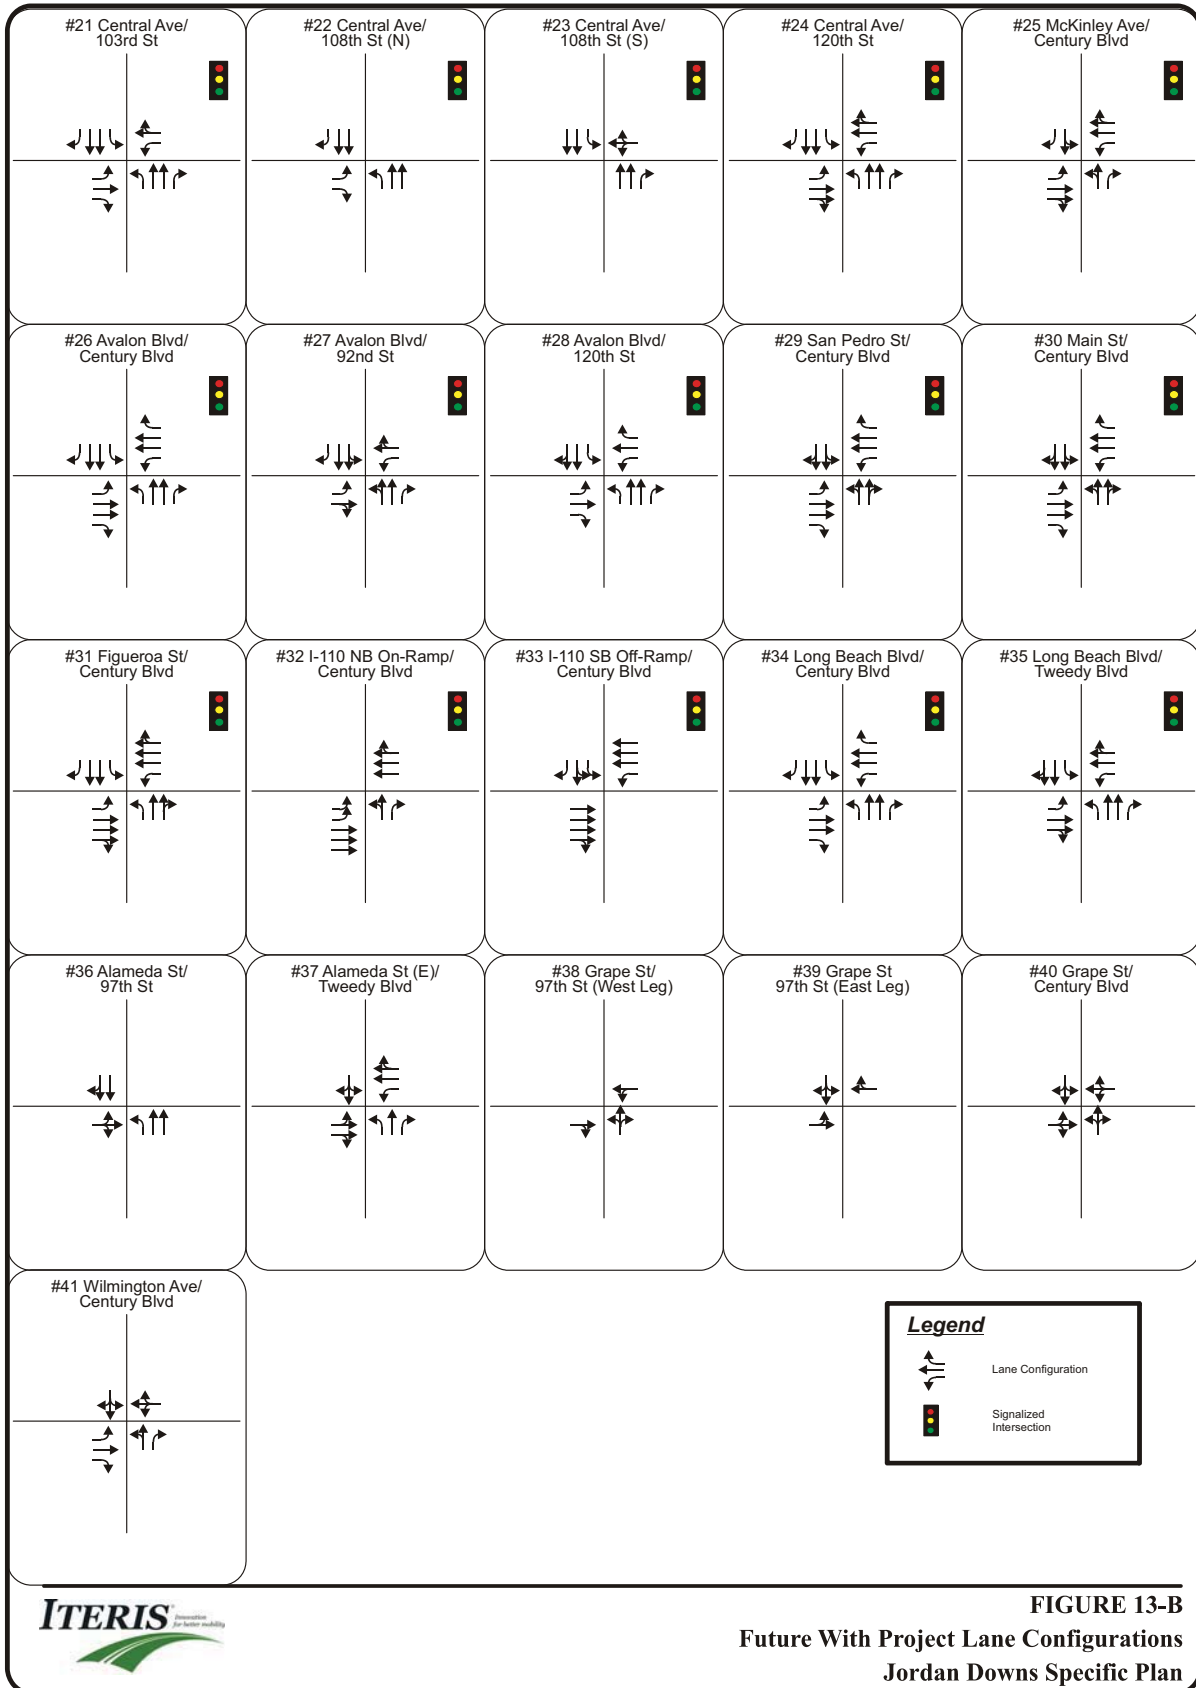 #21 Central Ave/
103rd St
#22 Central Ave/
108th St (N)
#23 Central Ave/
108th St (S)
#24 Central Ave/
120th St
#25 McKinley Ave/
Century Blvd
#26 Avalon Blvd/
Century Blvd
#27 Avalon Blvd/
92nd St
#28 Avalon Blvd/
120th St
#29 San Pedro St/
Century Blvd
#30 Main St/
Century Blvd
#31 Figueroa St/
Century Blvd
#32 I-110 NB On-Ramp/
Century Blvd
#33 I-110 SB Off-Ramp/
Century Blvd
#34 Long Beach Blvd/
Century Blvd
#35 Long Beach Blvd/
Tweedy Blvd
#36 Alameda St/
97th St
#37 Alameda St (E)/
Tweedy Blvd
#38 Grape St/
97th St (West Leg)
#39 Grape St
97th St (East Leg)
#40 Grape St/
Century Blvd
#41 Wilmington Ave/
Century Blvd
Legend
Lane Configuration
Signalized
Intersection
ITERIS
Innovation
for better mobility
FIGURE 13-B
Future With Project Lane Configurations
Jordan Downs Specific Plan